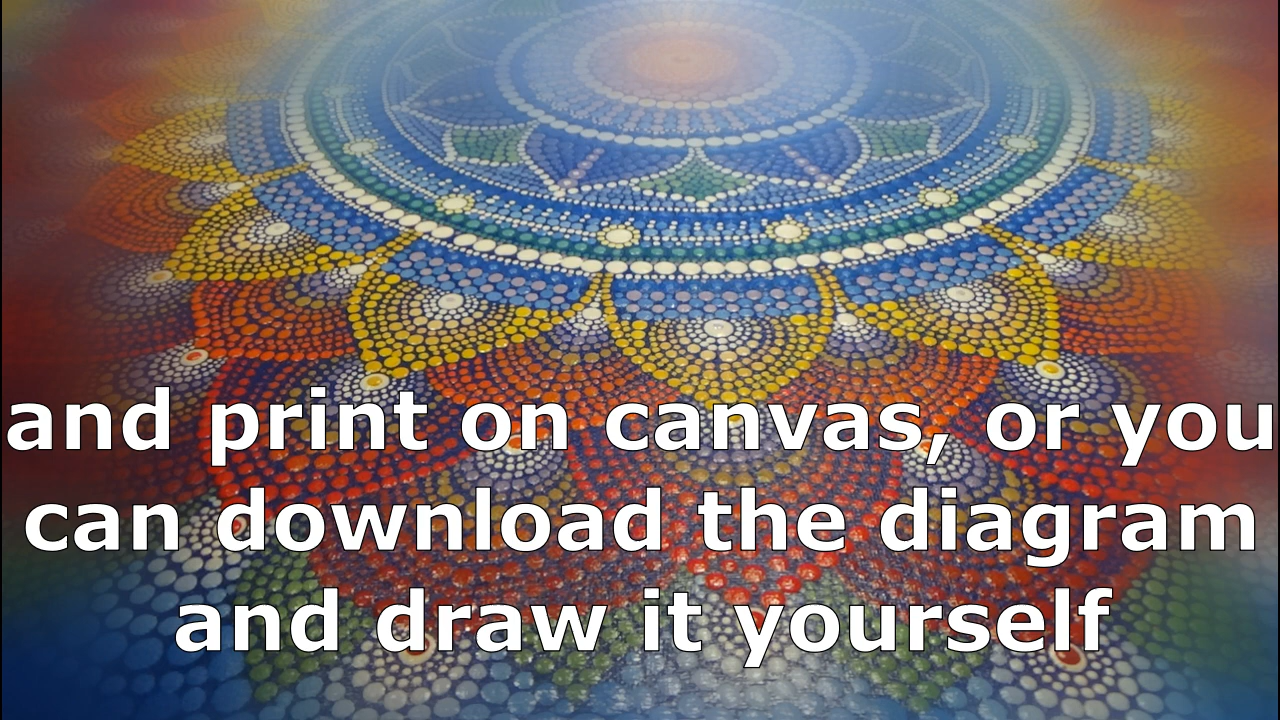 and print on canvas, or you
can download the diagram
and draw it yourself